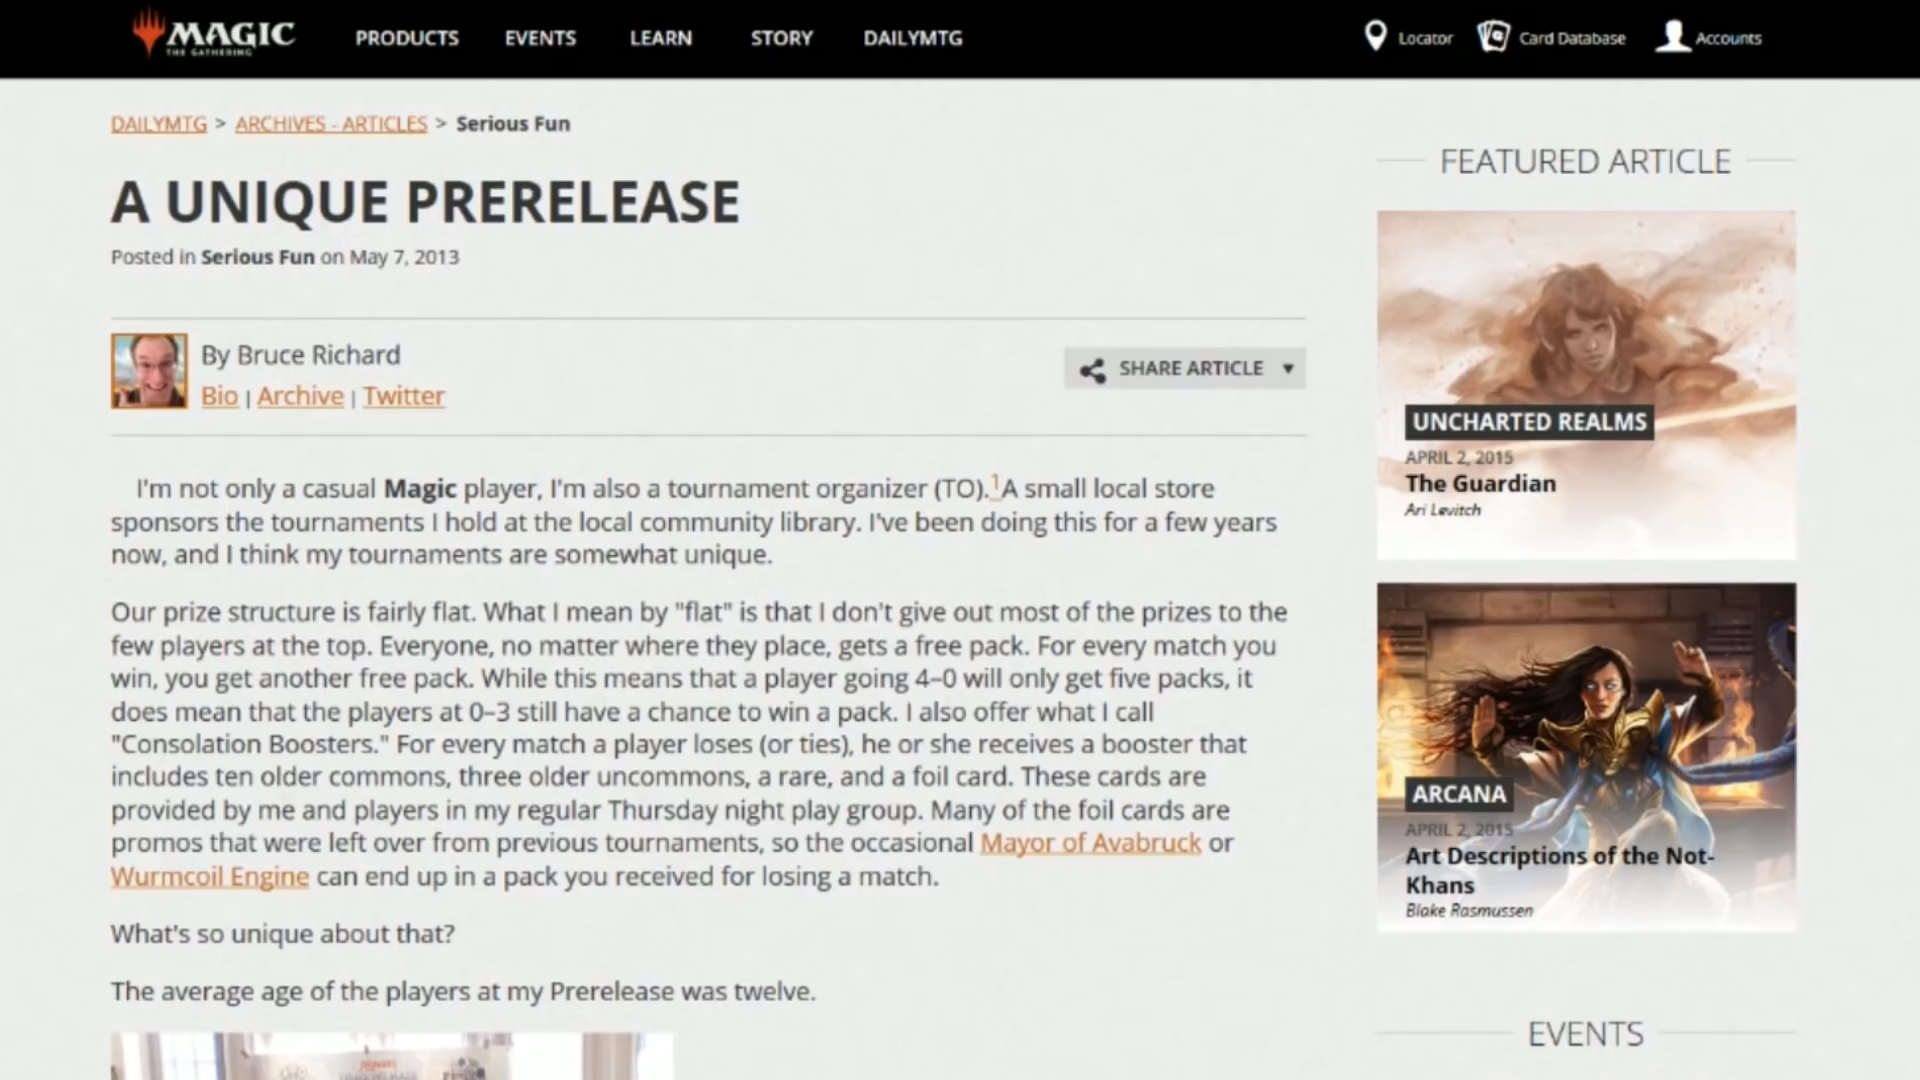 MAGIC
THE GATHERING
PRODUCTS EVENTS LEARN STORY DAILYMTG
Locator Card Database Accounts
DAILYMTG > ARCHIVES - ARTICLES > Serious Fun
A UNIQUE PRERELEASE
Posted in Serious Fun on May 7, 2013
By Bruce Richard
Bio | Archive | Twitter
SHARE ARTICLE
I'm not only a casual Magic player, I'm also a tournament organizer (TO).1A small local store
sponsors the tournaments I hold at the local community library. I've been doing this for a few years
now, and I think my tournaments are somewhat unique.
Our prize structure is fairly flat. What I mean by "flat" is that I don't give out most of the prizes to the
few players at the top. Everyone, no matter where they place, gets a free pack. For every match you
win, you get another free pack. While this means that a player going 4–0 will only get five packs, it
does mean that the players at 0–3 still have a chance to win a pack. I also offer what I call
"Consolation Boosters." For every match a player loses (or ties), he or she receives a booster that
includes ten older commons, three older uncommons, a rare, and a foil card. These cards are
provided by me and players in my regular Thursday night play group. Many of the foil cards are
promos that were left over from previous tournaments, so the occasional Mayor of Avabruck or
Wurmcoil Engine can end up in a pack you received for losing a match.
What's so unique about that?
The average age of the players at my Prerelease was twelve.
FEATURED ARTICLE
UNCHARTED REALMS
APRIL 2, 2015
The Guardian
Ari Levitch
ARCANA
APRIL 2, 2015
Art Descriptions of the Not-
Khans
Blake Rasmussen
EVENTS